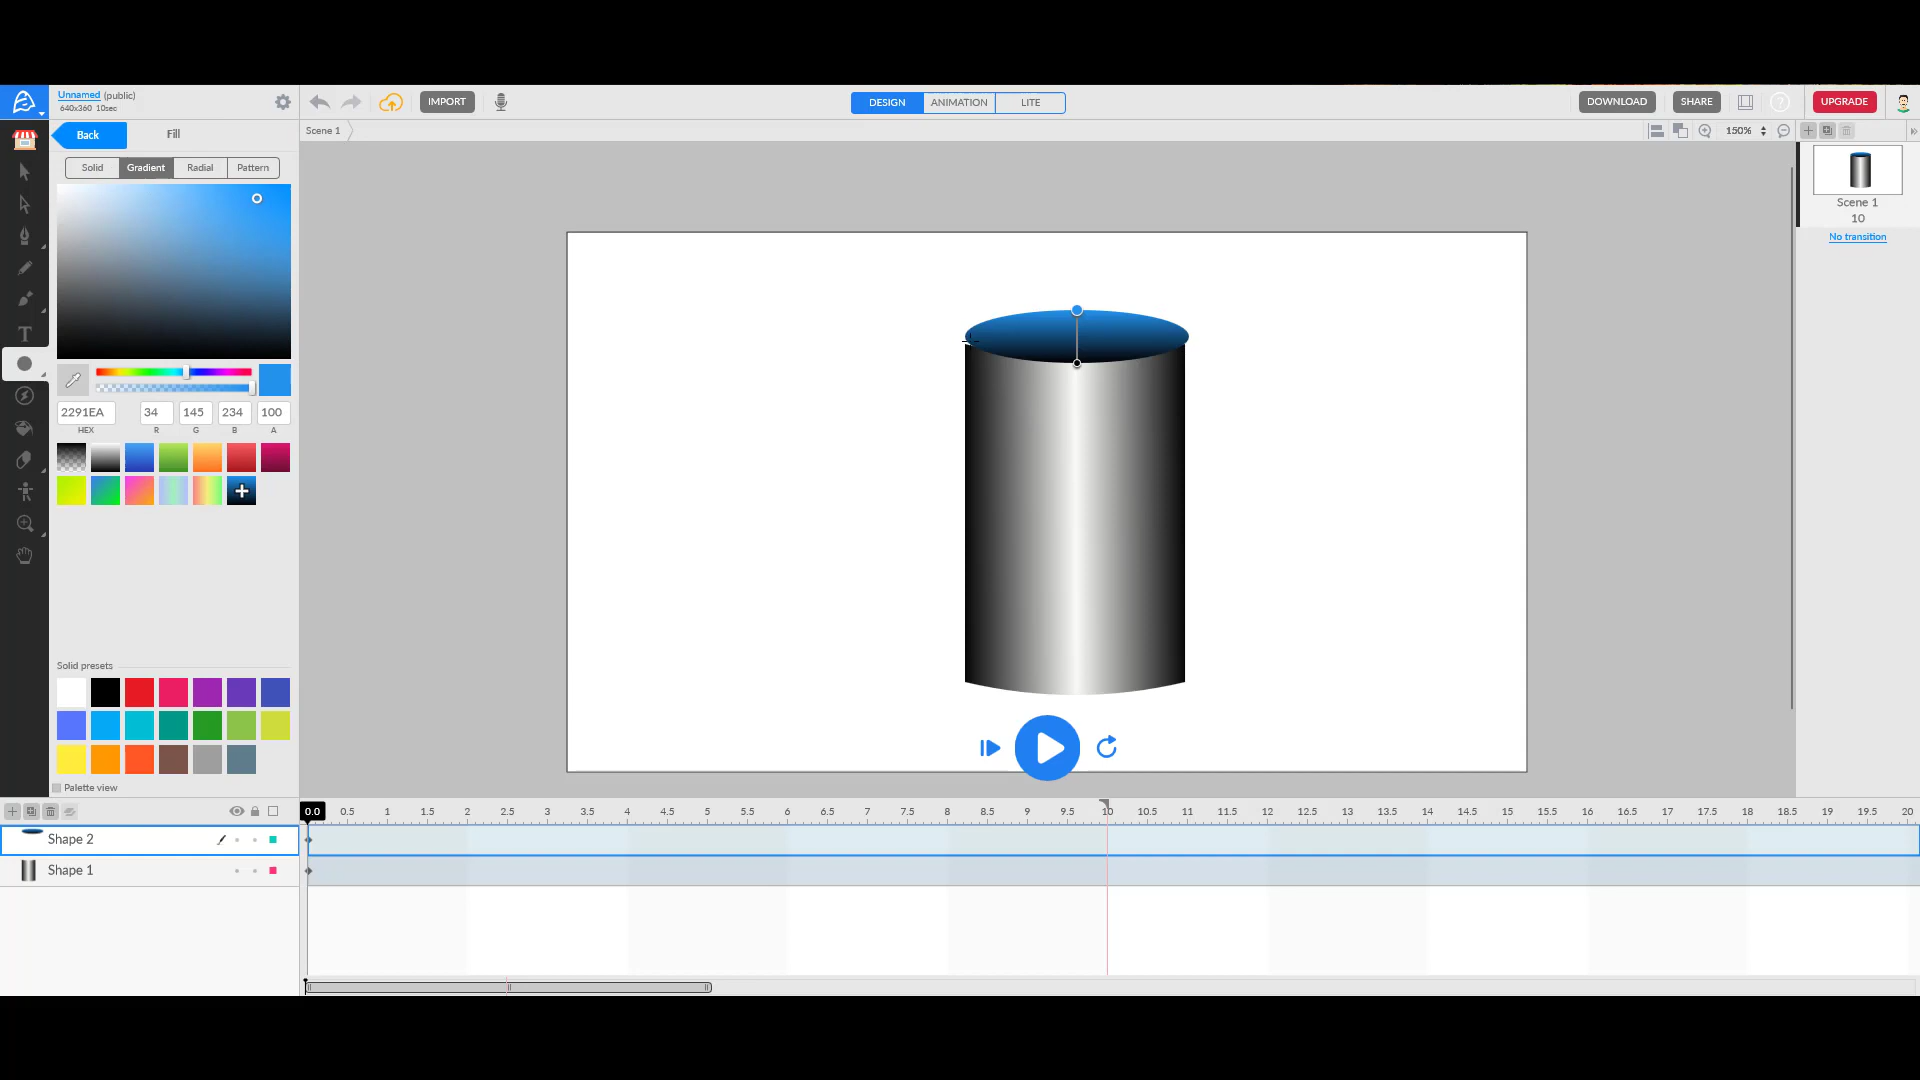 Unnamed (public)
640x360 10sec
IMPORT
DESIGN
ANIMATION
LITE
DOWNLOAD
SHARE
?
UPGRADE
Back
Fill
Scene 1
150%
Solid
Gradient
Radial
Pattern
Scene 1
10
No transition
T
2291EA
34
145
234
100
HEX
R
G
B
A
Solid presets
Palette view
0.0 0.5 1 1.5 2 2.5 3 3.5 4 4.5 5 5.5 6 6.5 7 7.5 8 8.5 9 9.5 10 10.5 11 11.5 12 12.5 13 13.5 14 14.5 15 15.5 16 16.5 17 17.5 18 18.5 19 19.5 20
Shape 2
Shape 1